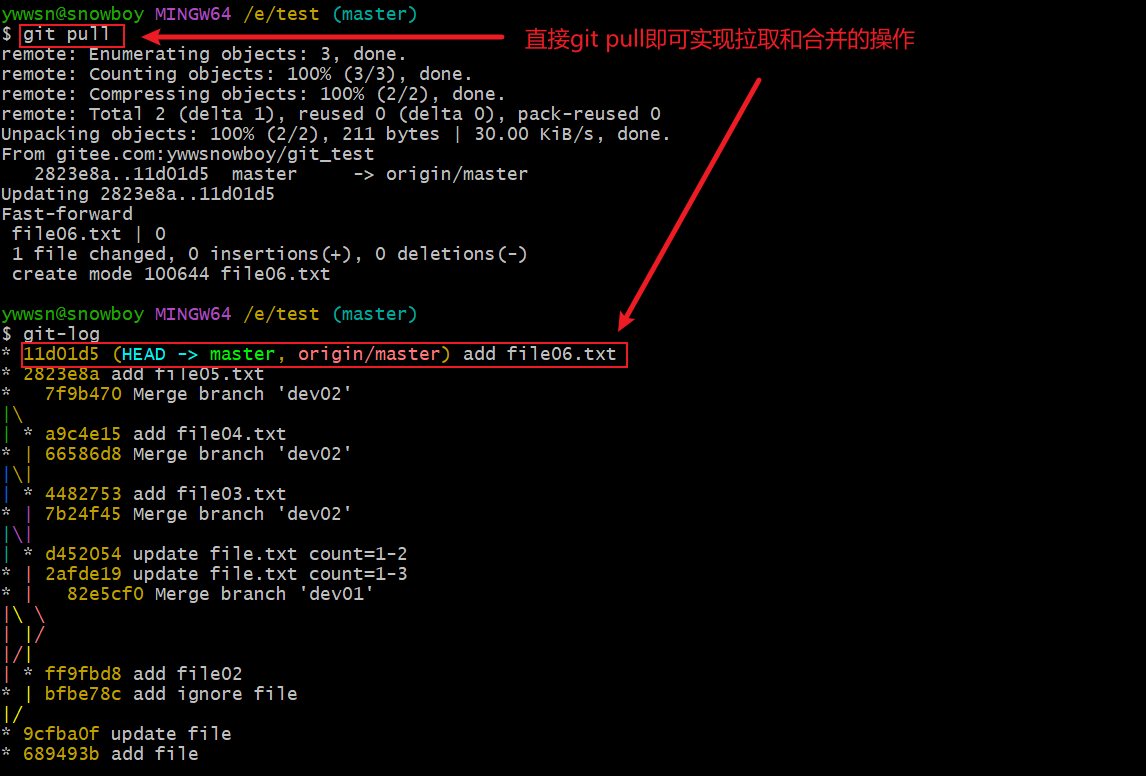 ywwsn@snowboy MINGW64 /e/test (master)
$ git pull
直接git pull即可实现拉取和合并的操作
remote: Enumerating objects: 3, done.
remote: Counting objects: 100% (3/3), done.
remote: Compressing objects: 100% (2/2), done.
remote: Total 2 (delta 1), reused 0 (delta 0), pack-reused 0
Unpacking objects: 100% (2/2), 211 bytes | 30.00 KiB/s, done.
From gitee.com:ywwsnowboy/git_test
   2823e8a..11d01d5  master     -> origin/master
Updating 2823e8a..11d01d5
Fast-forward
 file06.txt | 0
 1 file changed, 0 insertions(+), 0 deletions(-)
 create mode 100644 file06.txt
ywwsn@snowboy MINGW64 /e/test (master)
$ git-log
* 11d01d5 (HEAD -> master, origin/master) add file06.txt
* 2823e8a add file05.txt
*   7f9b470 Merge branch 'dev02'
|\
| * a9c4e15 add file04.txt
* | 66586d8 Merge branch 'dev02'
|\|
| * 4482753 add file03.txt
* | 7b24f45 Merge branch 'dev02'
|\|
| * d452054 update file.txt count=1-2
* | 2afde19 update file.txt count=1-3
* |   82e5cf0 Merge branch 'dev01'
|\ \
| |/
|/|
| * ff9fbd8 add file02
* | bfbe78c add ignore file
|/
* 9cfba0f update file
* 689493b add file